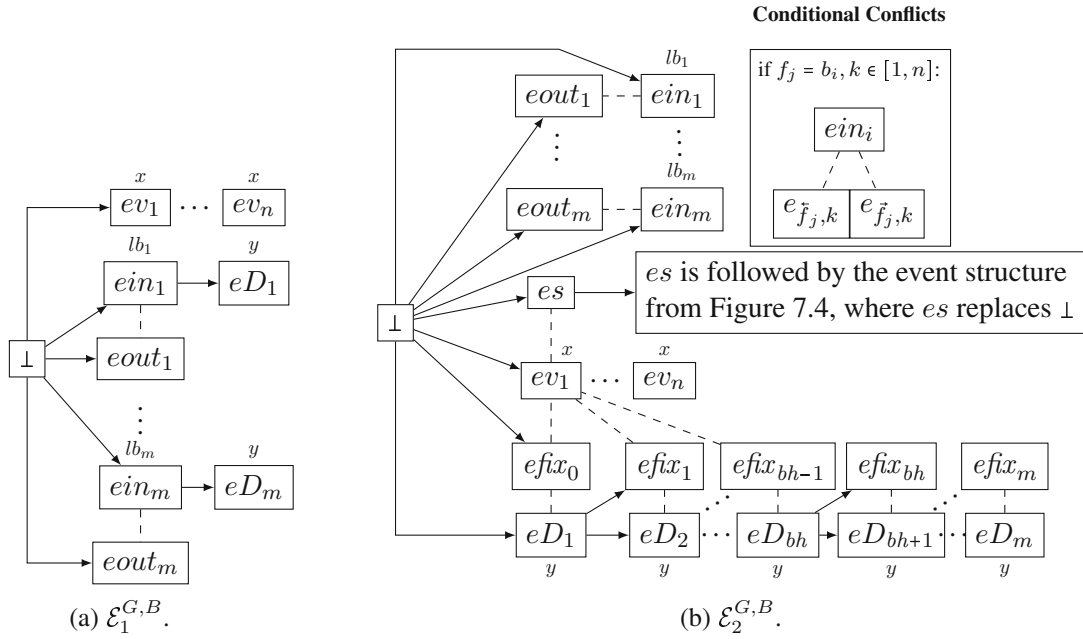 Conditional Conflicts
if f_j = b_i, k ∈ [1, n]:
ein_i
e_{\overleftarrow{f}_j,k} e_{\vec{f}_j,k}
lb_1
eout_1 ein_1
⋮ ⋮
lb_m
eout_m ein_m
es
es is followed by the event structure
from Figure 7.4, where es replaces ⊥
⊥
x x
ev_1 ··· ev_n
efix_0 efix_1 efix_{bh-1} efix_{bh} efix_m
eD_1 eD_2 ··· eD_{bh} eD_{bh+1} ··· eD_m
y y y y y
(b) ℰ_2^{G,B}.
x x
ev_1 ··· ev_n
lb_1 y
ein_1 eD_1
⊥
eout_1
⋮
lb_m y
ein_m eD_m
eout_m
(a) ℰ_1^{G,B}.